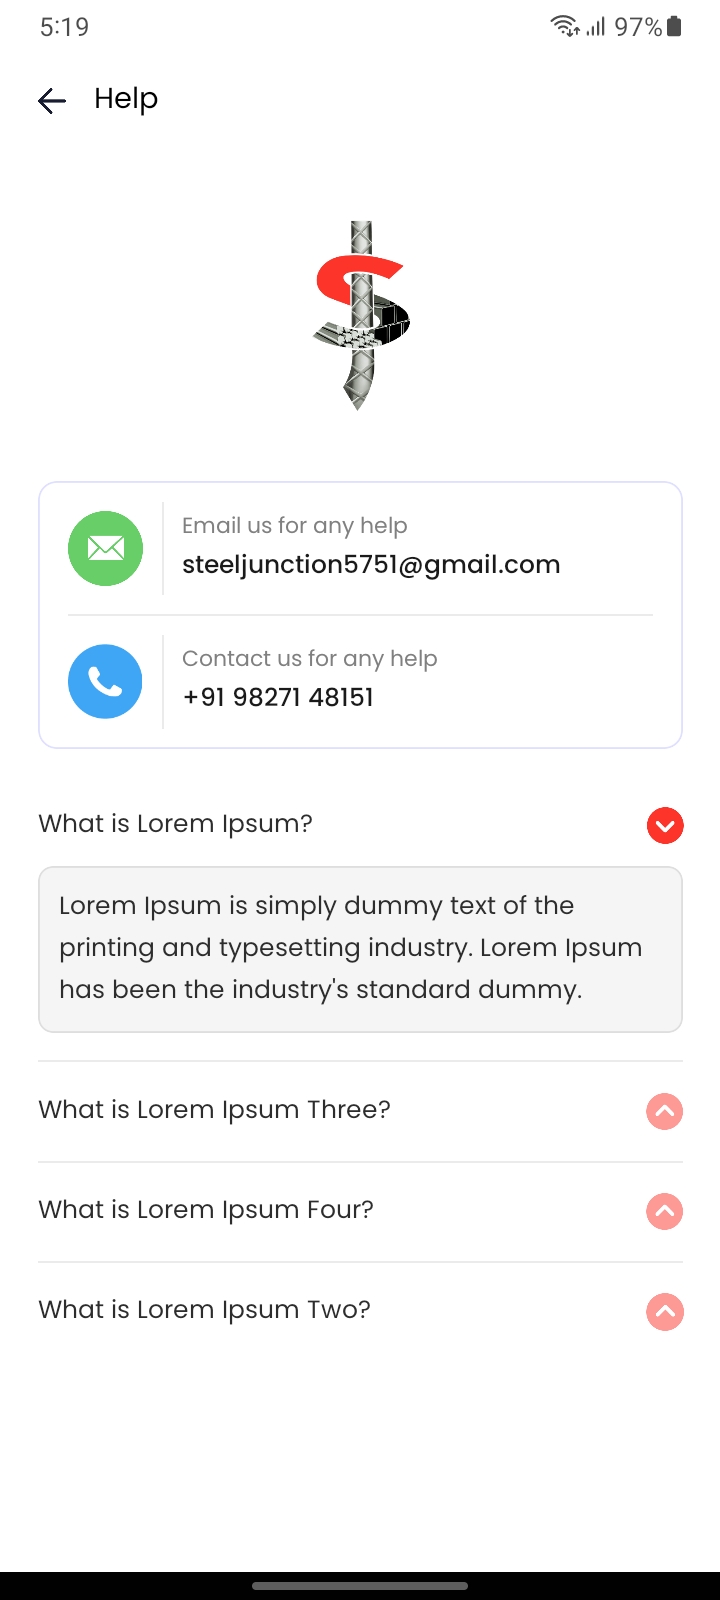 5:19
97%
Help
Email us for any help
steeljunction5751@gmail.com
Contact us for any help
+91 98271 48151
What is Lorem Ipsum?
Lorem Ipsum is simply dummy text of the
printing and typesetting industry. Lorem Ipsum
has been the industry's standard dummy.
What is Lorem Ipsum Three?
What is Lorem Ipsum Four?
What is Lorem Ipsum Two?